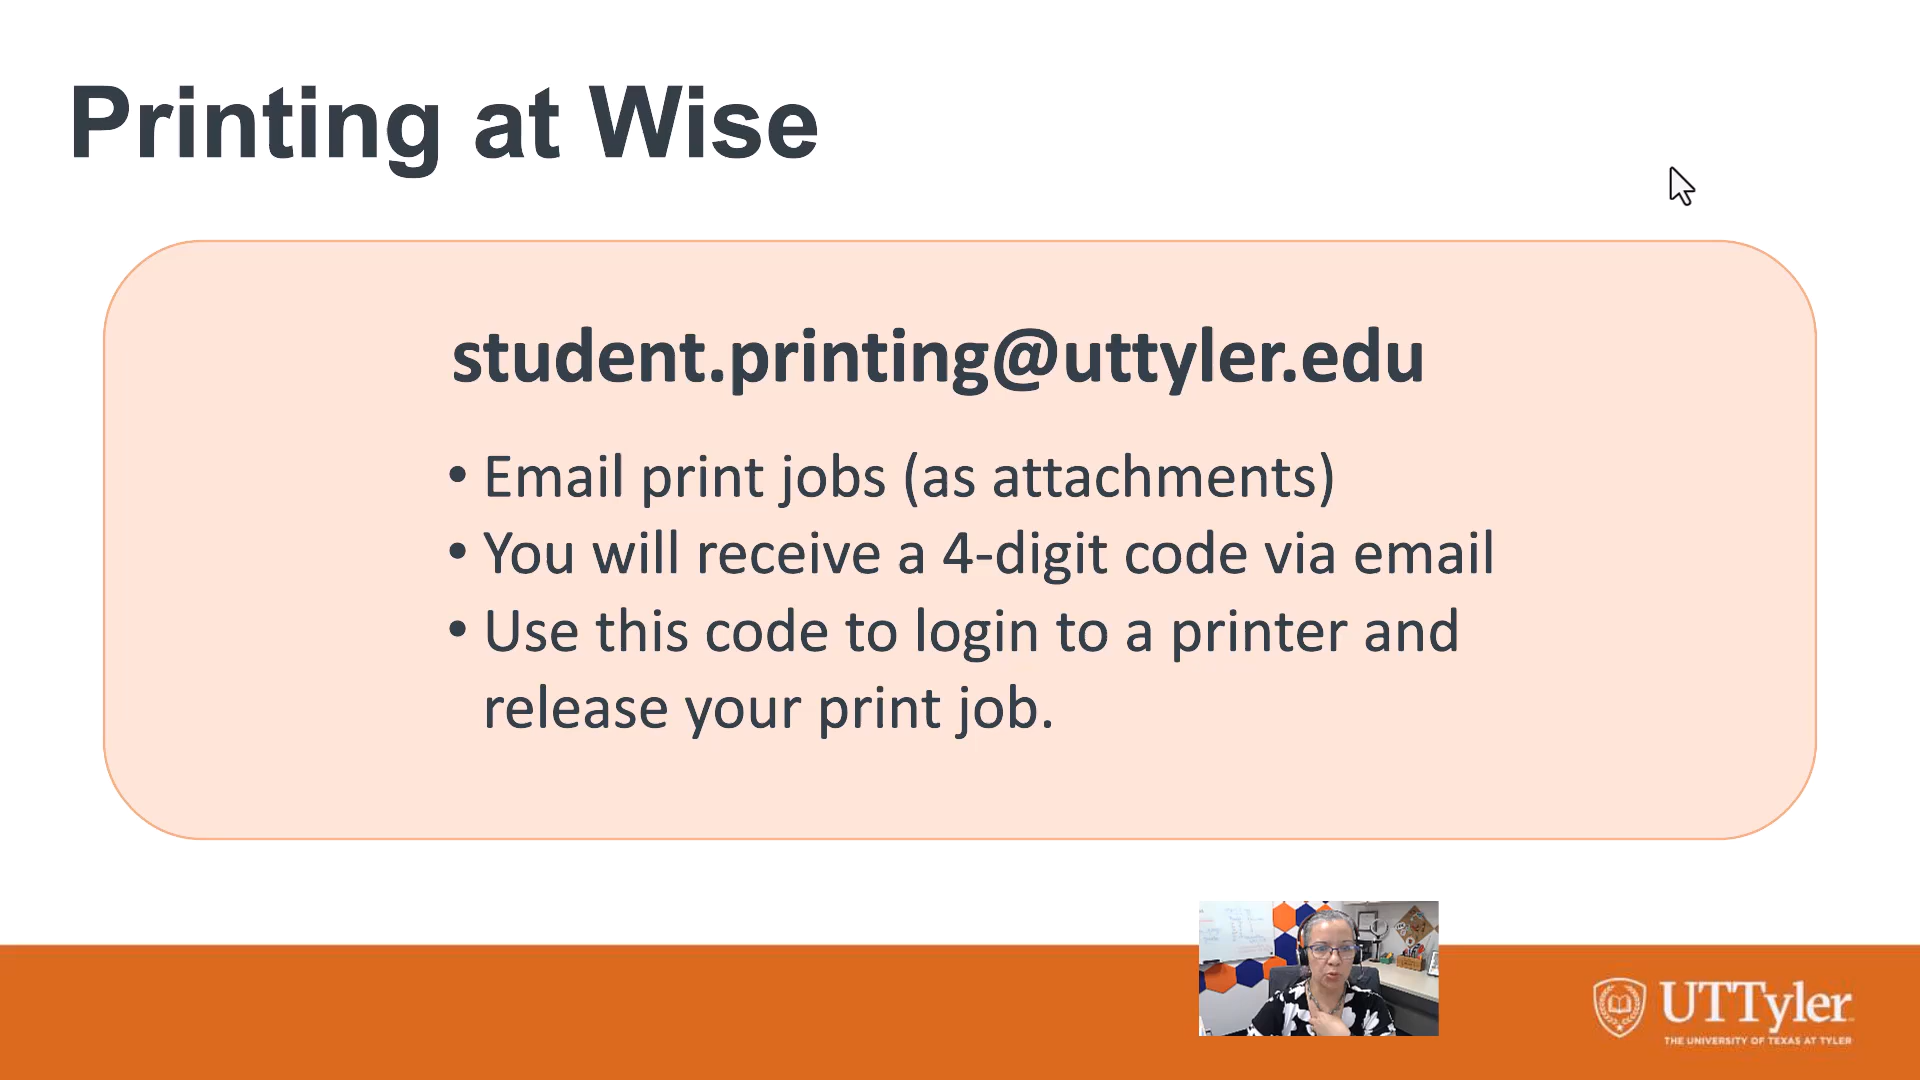 Printing at Wise
student.printing@uttyler.edu
• Email print jobs (as attachments)
• You will receive a 4-digit code via email
• Use this code to login to a printer and
release your print job.
UTTyler
THE UNIVERSITY OF TEXAS AT TYLER